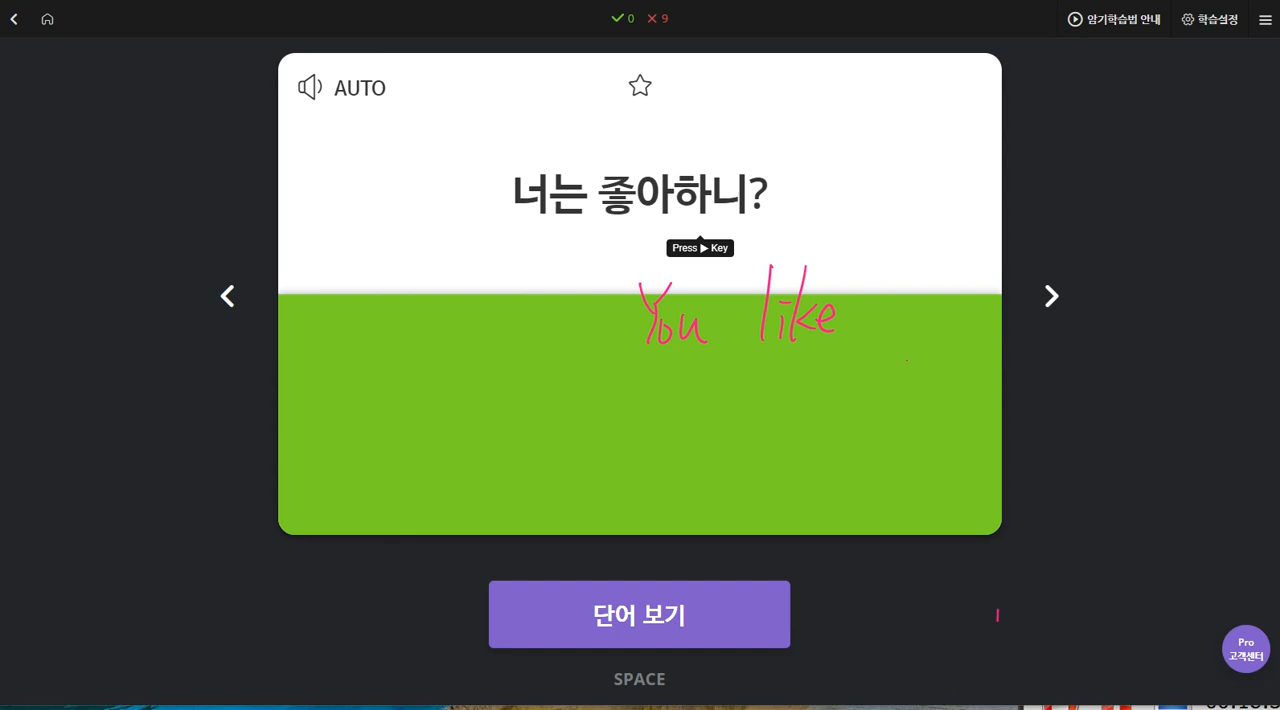 0 9 암기학습법 안내 학습설정
AUTO
너는 좋아하니?
Press ▶ Key
You like
단어 보기
SPACE
Pro
고객센터